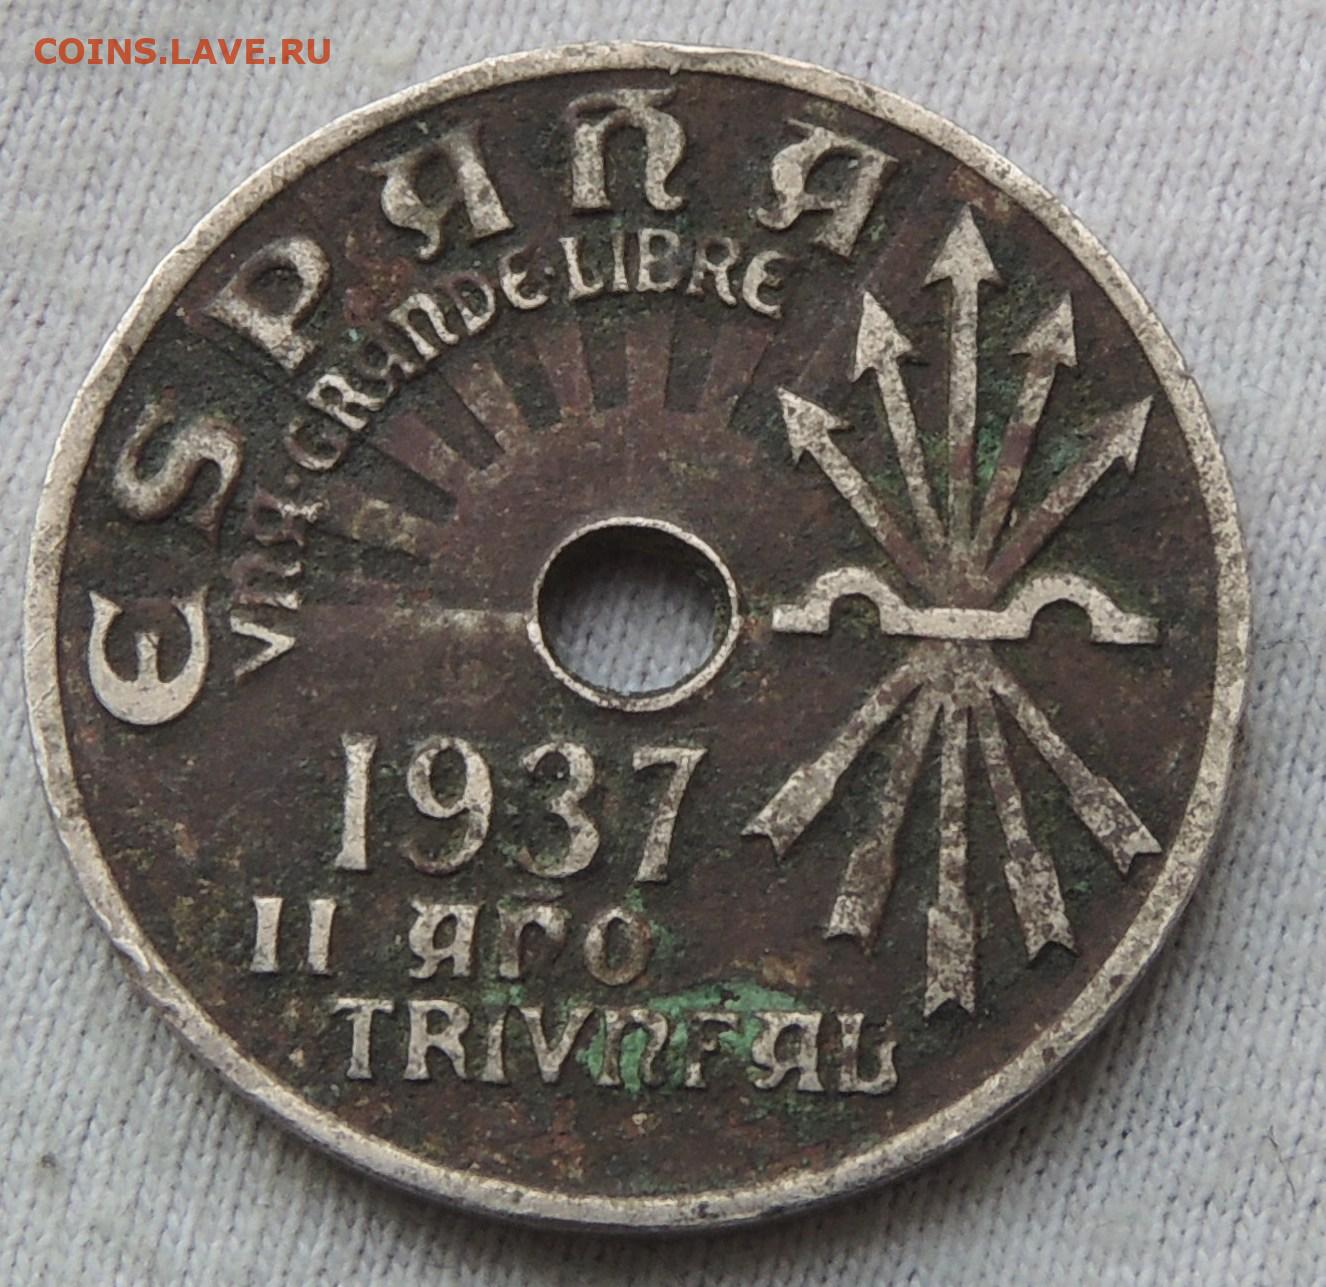 COINS.LAVE.RU
ESPAÑA
VNA·GRANDE·LIBRE
1937
II AÑO
TRIVNFAL